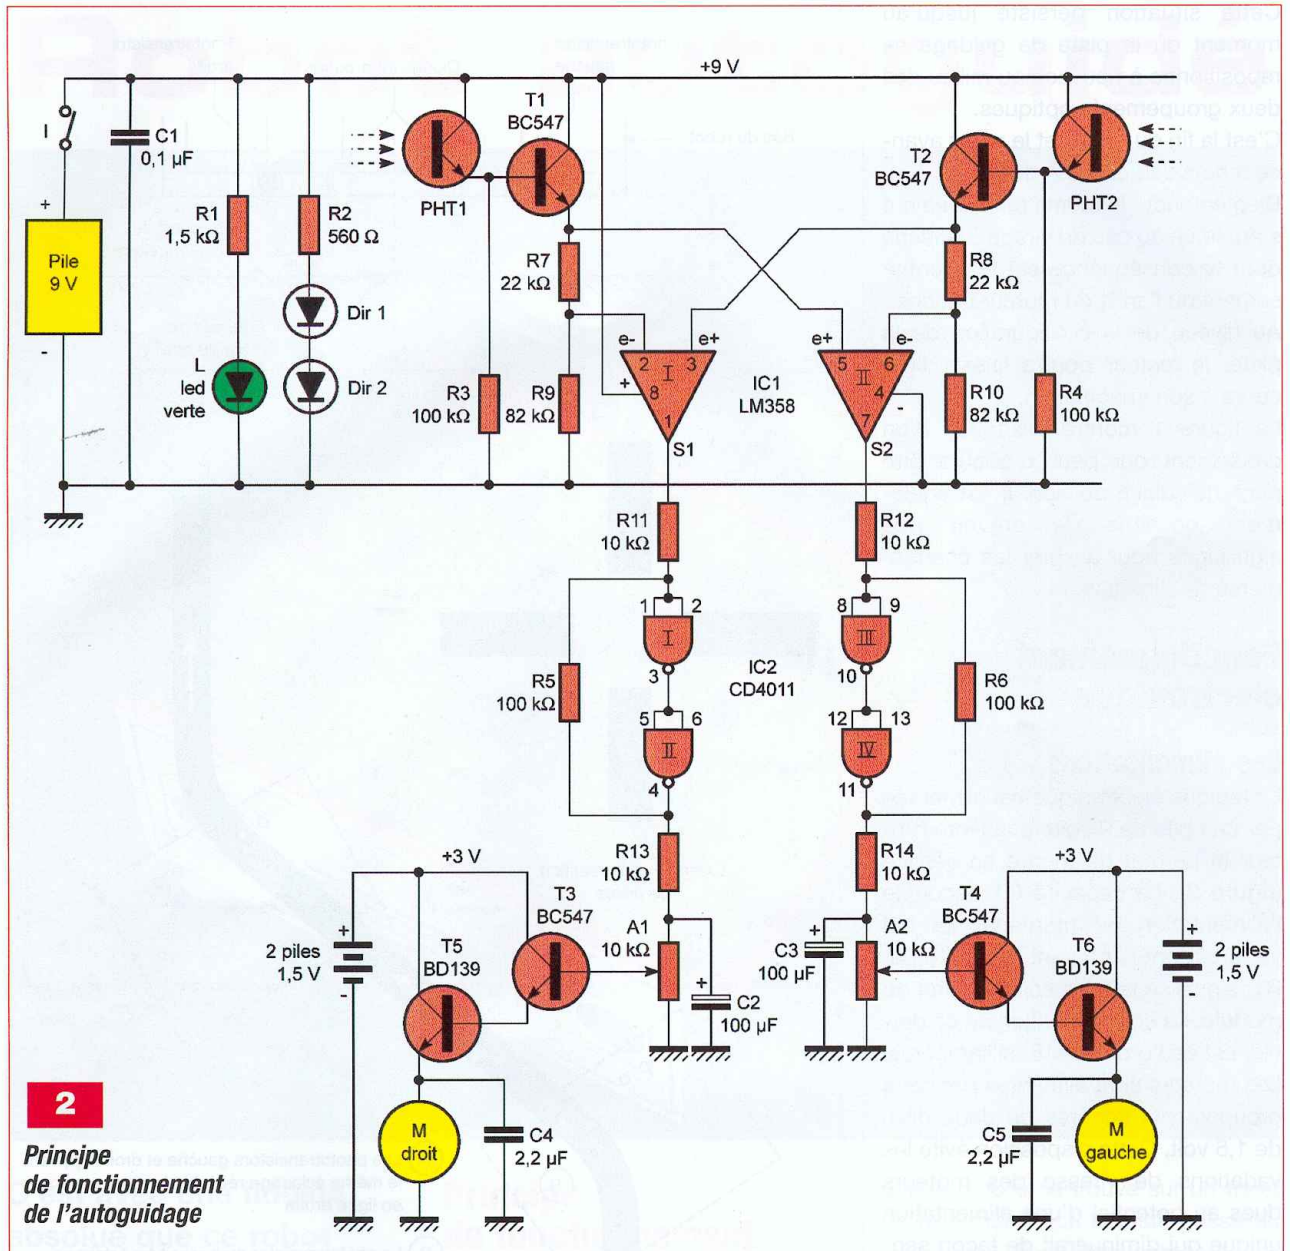 +9 V
I
C1
0,1 µF
T1
BC547
PHT1
T2
BC547
PHT2
+
Pile
9 V
-
R1
1,5 kΩ
R2
560 Ω
Dir 1
Dir 2
L
led
verte
R7
22 kΩ
R8
22 kΩ
R3
100 kΩ
R9
82 kΩ
e-
e+
2
3
I
+
8
1
S1
IC1
LM358
e+
e-
5
6
II
4
-
7
S2
R10
82 kΩ
R4
100 kΩ
R11
10 kΩ
R12
10 kΩ
1
2
I
3
8
9
III
10
R5
100 kΩ
IC2
CD4011
R6
100 kΩ
5
6
II
4
12
13
IV
11
R13
10 kΩ
R14
10 kΩ
+3 V
+3 V
T3
BC547
A1
10 kΩ
A2
10 kΩ
T4
BC547
+
2 piles
1,5 V
-
T5
BD139
+
C2
100 µF
+
C3
100 µF
T6
BD139
+
2 piles
1,5 V
-
M
droit
C4
2,2 µF
C5
2,2 µF
M
gauche
2
Principe
de fonctionnement
de l'autoguidage